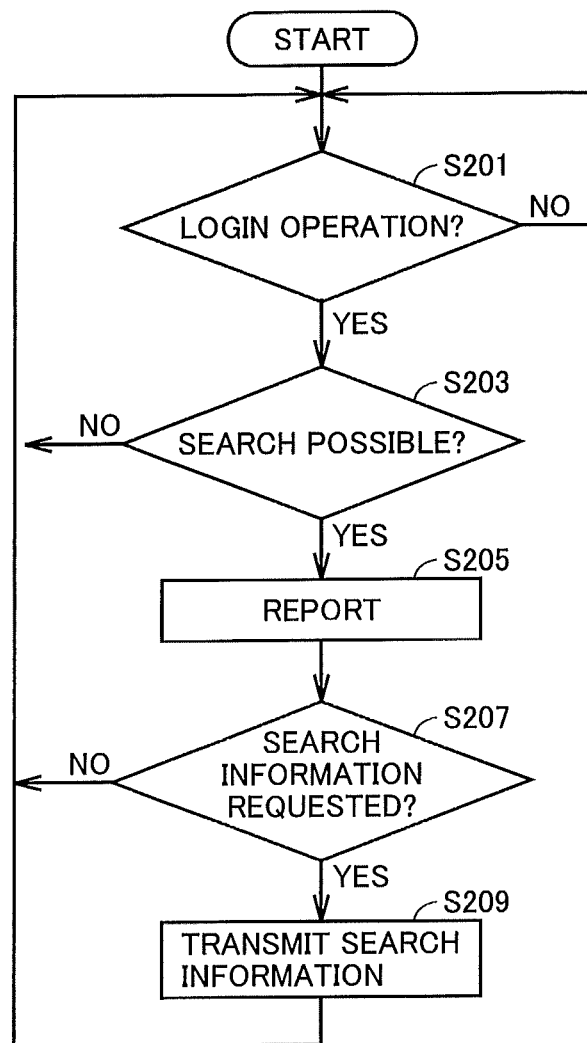 START
S201
LOGIN OPERATION?
NO
YES
S203
NO
SEARCH POSSIBLE?
YES
S205
REPORT
S207
NO
SEARCH
INFORMATION
REQUESTED?
YES
S209
TRANSMIT SEARCH
INFORMATION